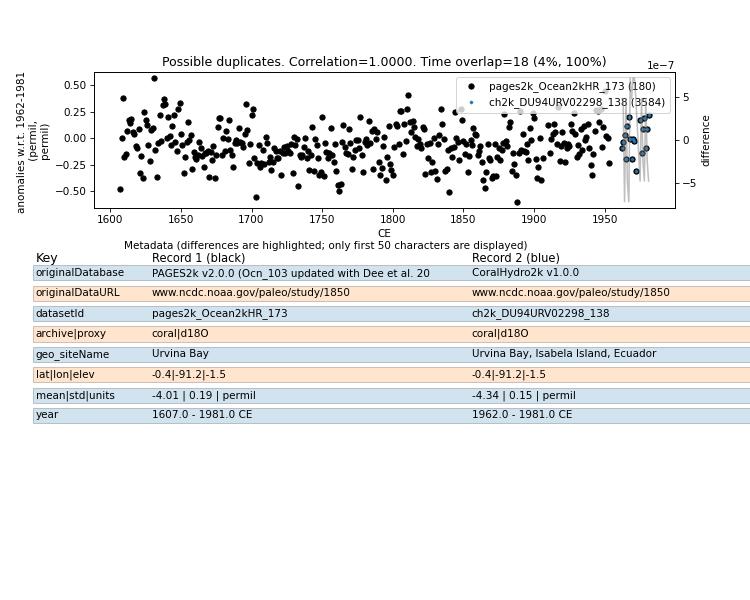 Possible duplicates. Correlation=1.0000. Time overlap=18 (4%, 100%)
1e−7
anomalies w.r.t. 1962-1981
(permil,
permil)
0.50
0.25
0.00
−0.25
−0.50
pages2k_Ocean2kHR_173 (180)
ch2k_DU94URV02298_138 (3584)
5
0
−5
difference
1600 1650 1700 1750 1800 1850 1900 1950
CE
Metadata (differences are highlighted; only first 50 characters are displayed)
Key Record 1 (black) Record 2 (blue)
originalDatabase PAGES2k v2.0.0 (Ocn_103 updated with Dee et al. 20 CoralHydro2k v1.0.0
originalDataURL www.ncdc.noaa.gov/paleo/study/1850 www.ncdc.noaa.gov/paleo/study/1850
datasetId pages2k_Ocean2kHR_173 ch2k_DU94URV02298_138
archive|proxy coral|d18O coral|d18O
geo_siteName Urvina Bay Urvina Bay, Isabela Island, Ecuador
lat|lon|elev -0.4|-91.2|-1.5 -0.4|-91.2|-1.5
mean|std|units -4.01 | 0.19 | permil -4.34 | 0.15 | permil
year 1607.0 - 1981.0 CE 1962.0 - 1981.0 CE